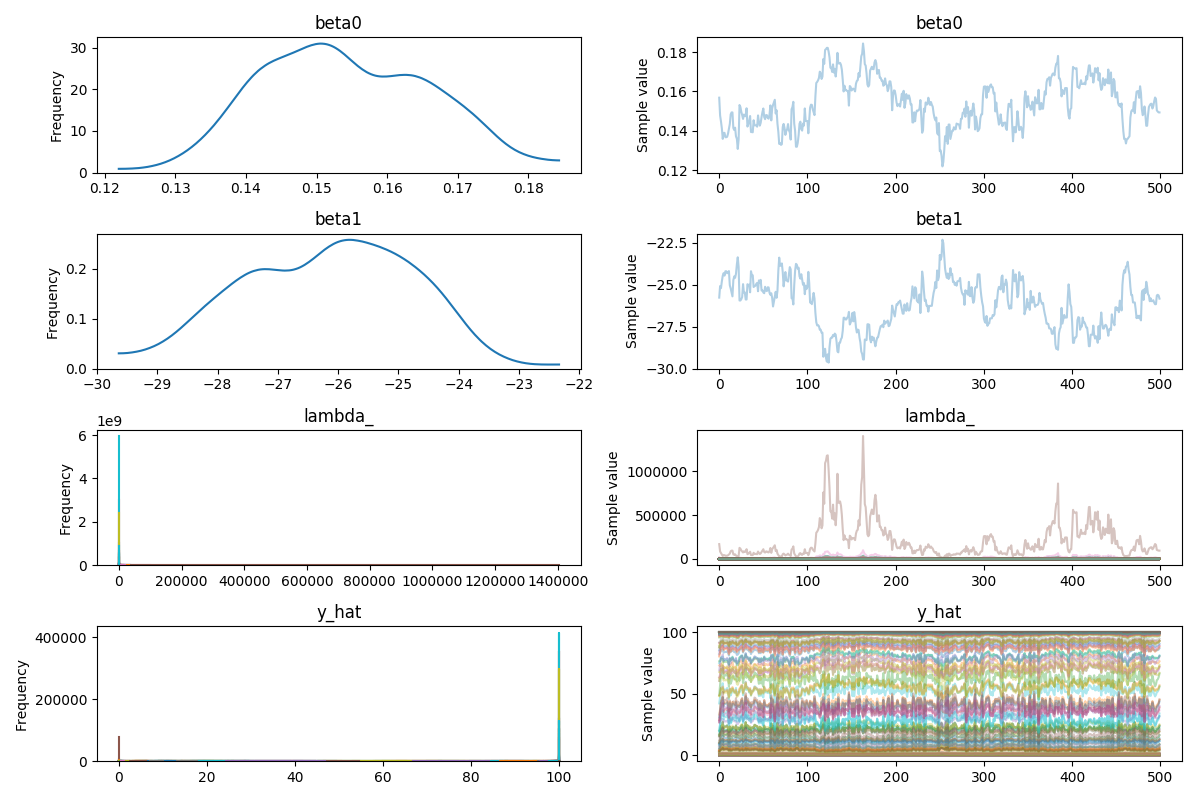 beta0
Frequency
30
20
10
0
0.12 0.13 0.14 0.15 0.16 0.17 0.18
beta0
Sample value
0.18
0.16
0.14
0.12
0 100 200 300 400 500
beta1
Frequency
0.2
0.1
0.0
−30 −29 −28 −27 −26 −25 −24 −23 −22
beta1
Sample value
−22.5
−25.0
−27.5
−30.0
0 100 200 300 400 500
lambda_
1e9
Frequency
6
4
2
0
0 200000 400000 600000 800000 1000000 1200000 1400000
lambda_
Sample value
1000000
500000
0
0 100 200 300 400 500
y_hat
Frequency
400000
200000
0
0 20 40 60 80 100
y_hat
Sample value
100
50
0
0 100 200 300 400 500